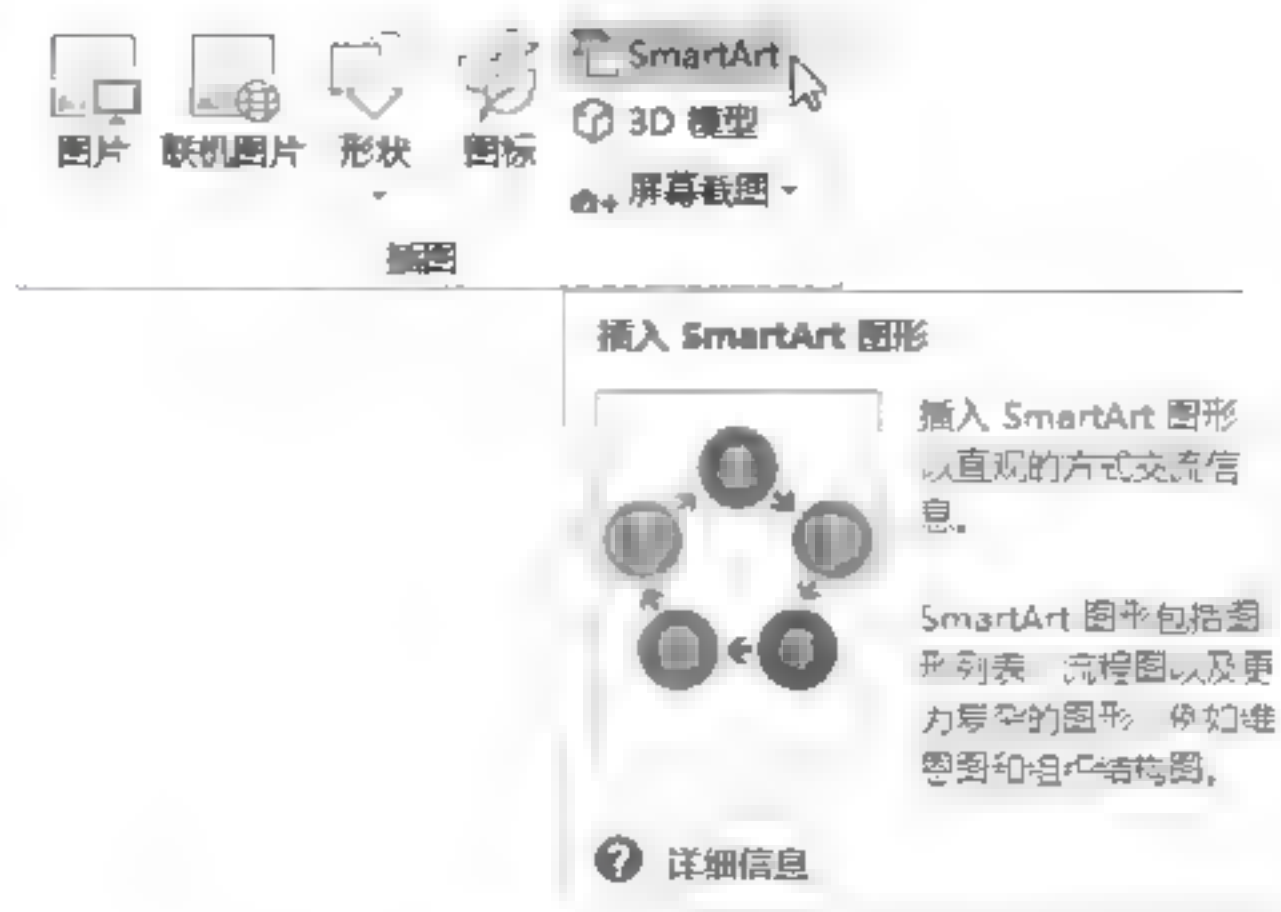 SmartArt
3D 模型
图片 联机图片 形状 图标
屏幕截图
插图
插入 SmartArt 图形
插入 SmartArt 图形
以直观的方式交流信
息。
SmartArt 图形包括图
形列表、流程图以及更
为复杂的图形，例如维
恩图和组织结构图。
详细信息